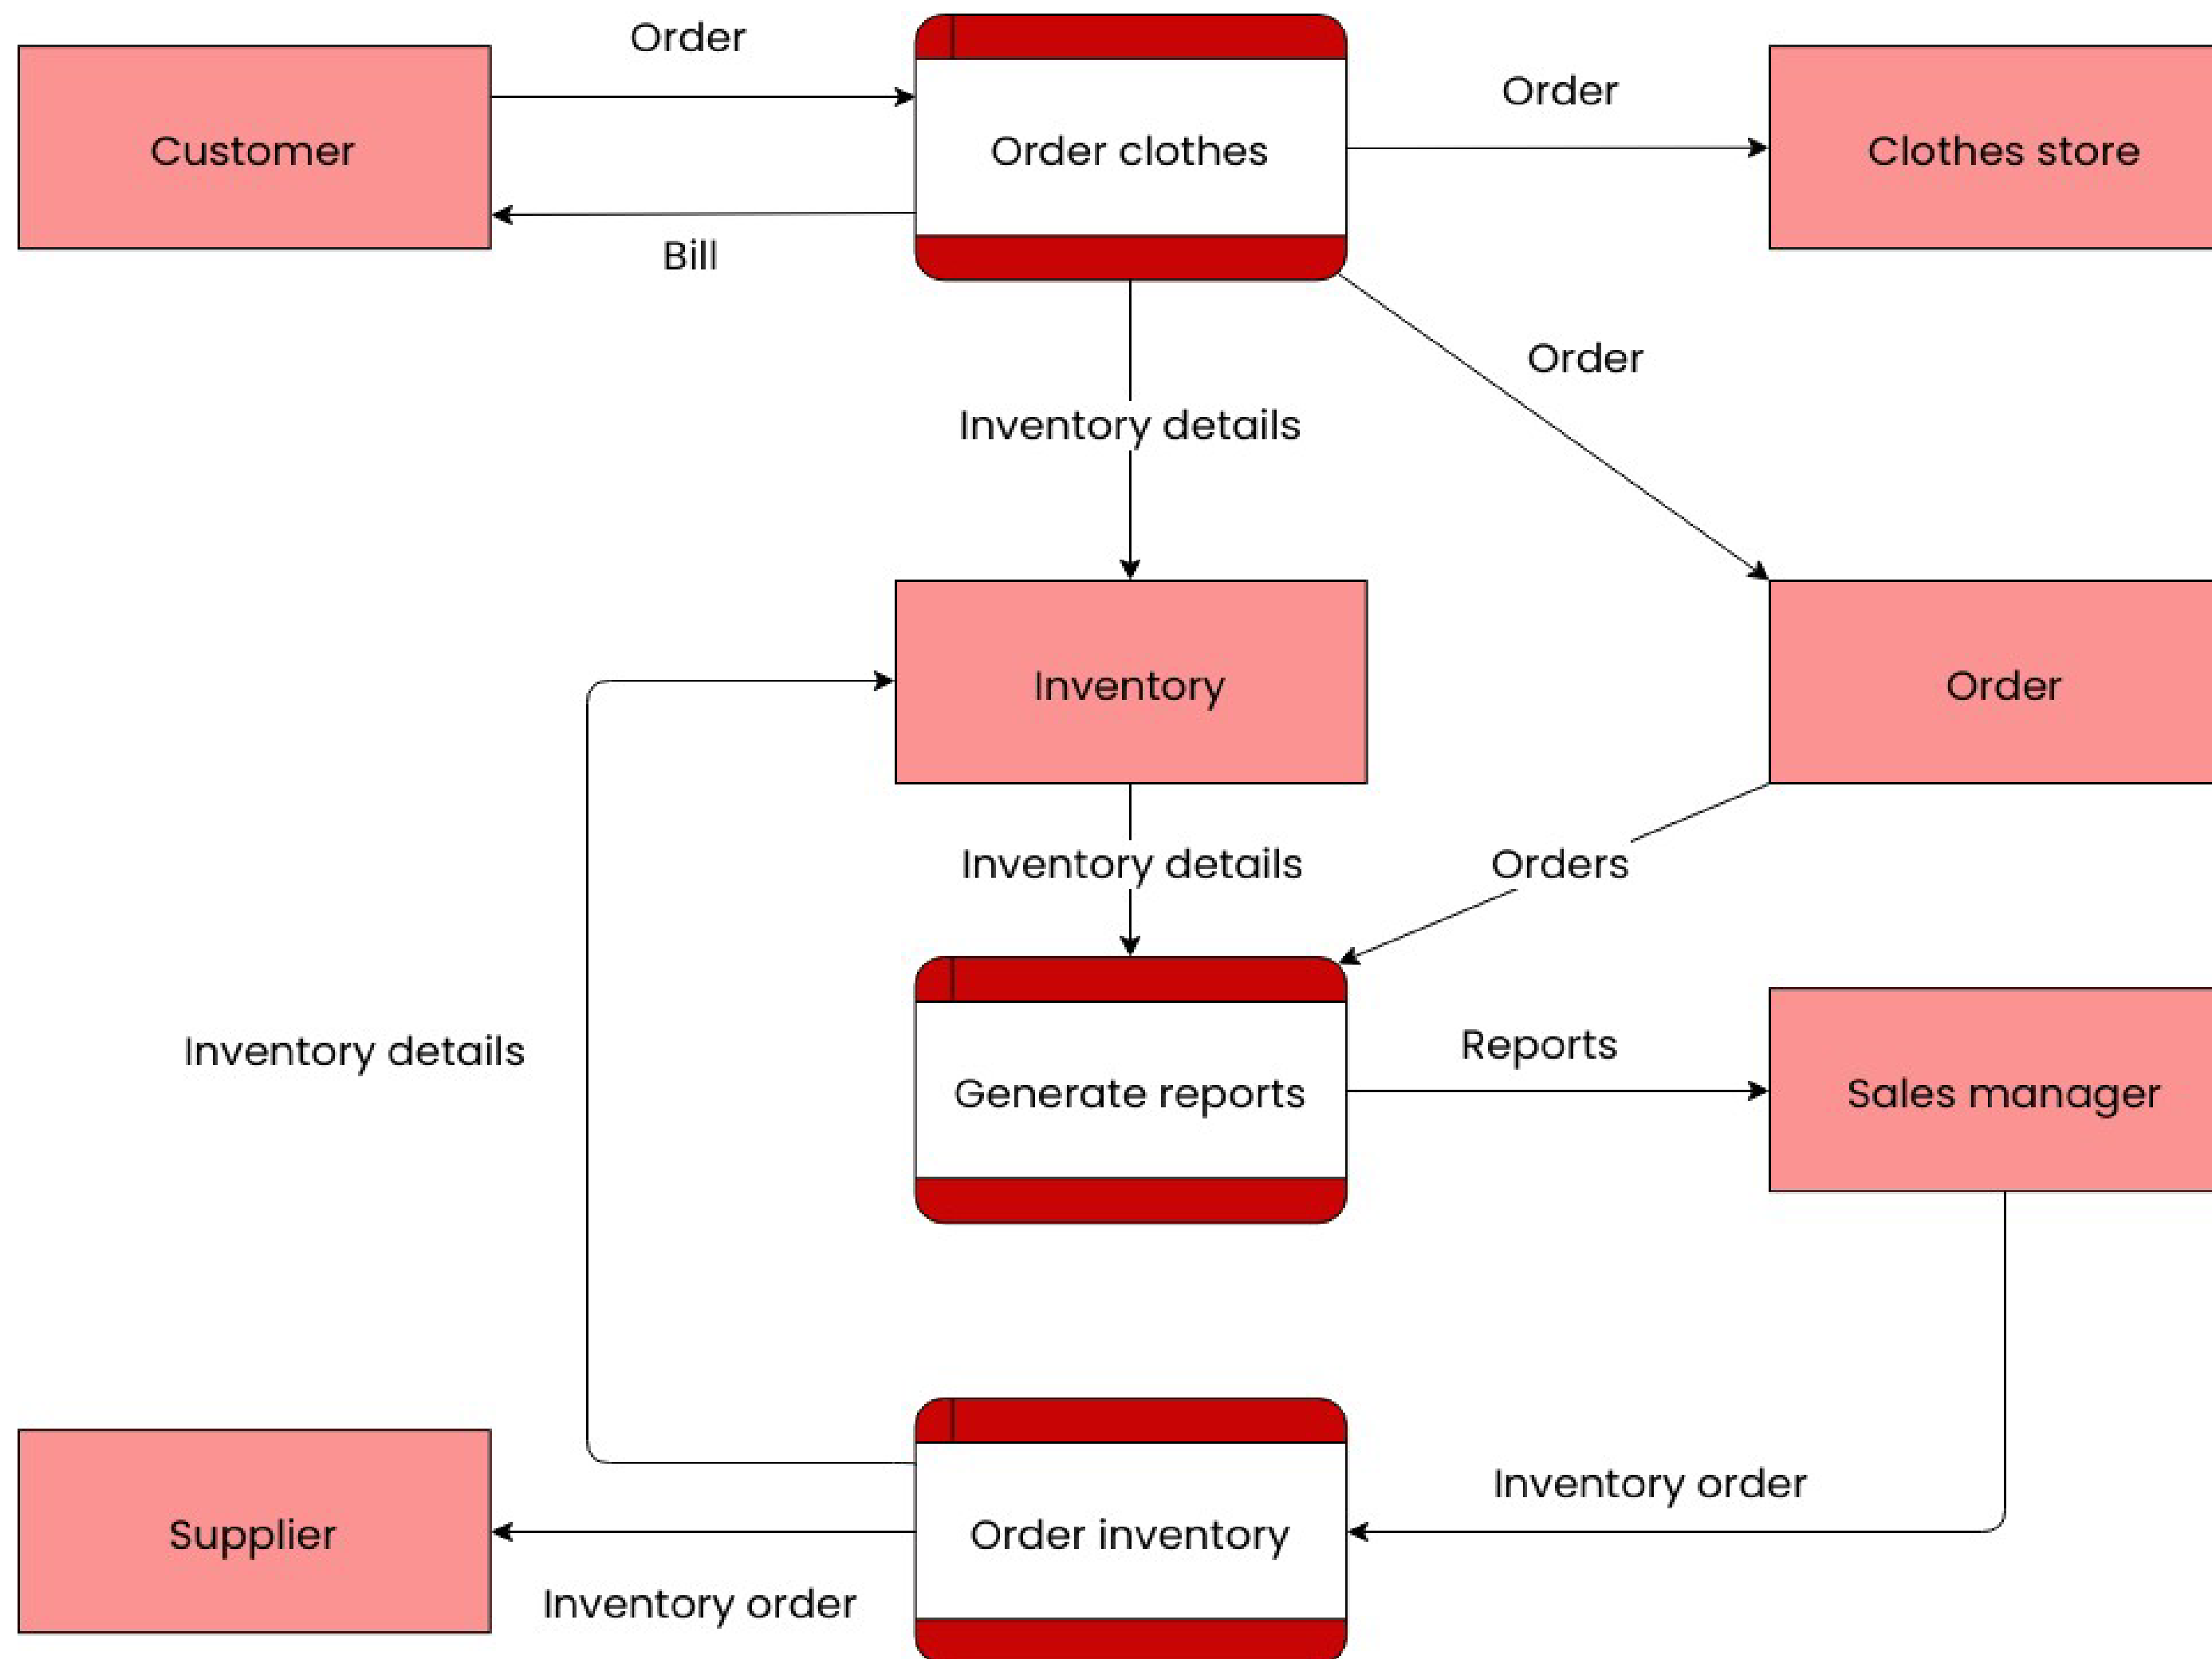 Order
Customer
Order clothes
Order
Clothes store
Bill
Order
Inventory details
Inventory
Order
Inventory details
Orders
Inventory details
Generate reports
Reports
Sales manager
Inventory order
Supplier
Order inventory
Inventory order